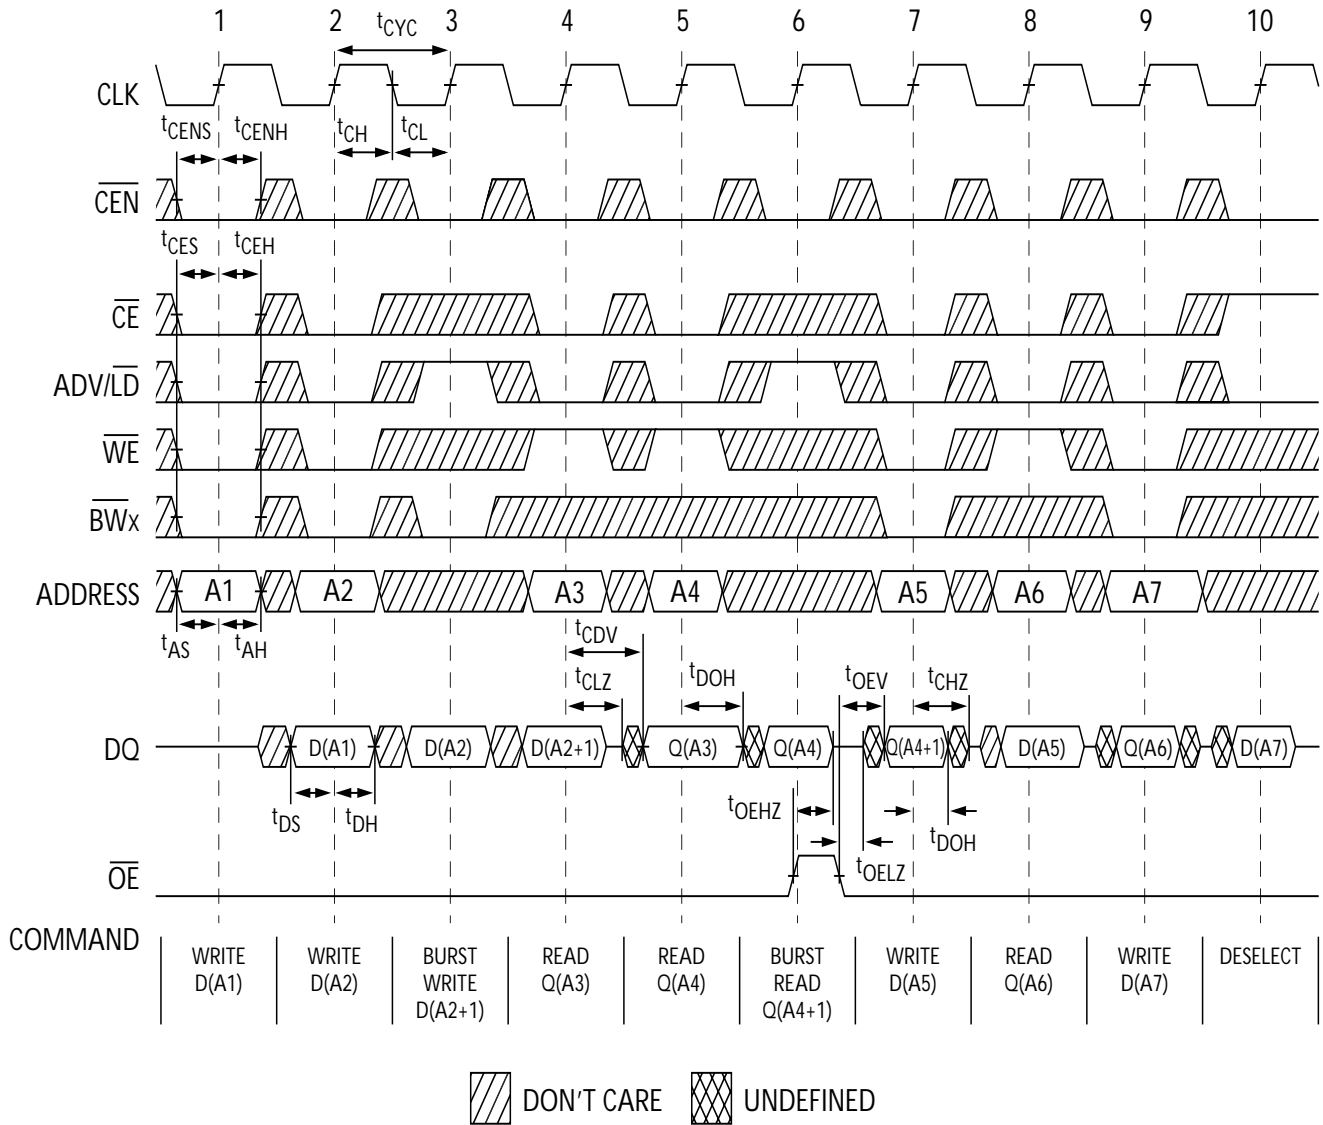 1 2 3 4 5 6 7 8 9 10
tCYC
CLK
tCENS tCENH tCH tCL
CEN
tCES tCEH
CE
ADV/LD
WE
BWx
ADDRESS A1 A2 A3 A4 A5 A6 A7
tAS tAH tCDV
tCLZ tDOH tOEV tCHZ
DQ D(A1) D(A2) D(A2+1) Q(A3) Q(A4) Q(A4+1) D(A5) Q(A6) D(A7)
tDS tDH tOEHZ tDOH
tOELZ
OE
COMMAND
WRITE D(A1)
WRITE D(A2)
BURST WRITE D(A2+1)
READ Q(A3)
READ Q(A4)
BURST READ Q(A4+1)
WRITE D(A5)
READ Q(A6)
WRITE D(A7)
DESELECT
DON'T CARE UNDEFINED